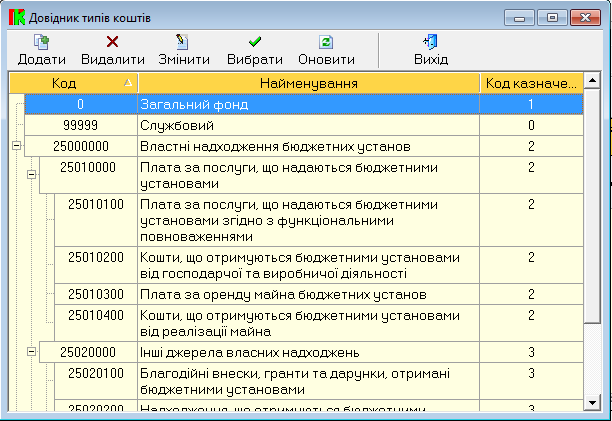 Довідник типів коштів
Додати Видалити Змінити Вибрати Оновити Вихід
Код Найменування Код казначе...
0 Загальний фонд 1
99999 Службовий 0
25000000 Властні надходження бюджетних установ 2
25010000 Плата за послуги, що надаються бюджетними 2
установами
25010100 Плата за послуги, що надаються бюджетними 2
установами згідно з функціональними
повноваженнями
25010200 Кошти, що отримуються бюджетними установами 2
від господарчої та виробничої діяльності
25010300 Плата за оренду майна бюджетних установ 2
25010400 Кошти, що отримуються бюджетними установами 2
від реалізації майна
25020000 Інші джерела власних надходжень 3
25020100 Благодійні внески, гранти та дарунки, отримані 3
бюджетними установами
25020200 Надходження, що отримуються бюджетними 3